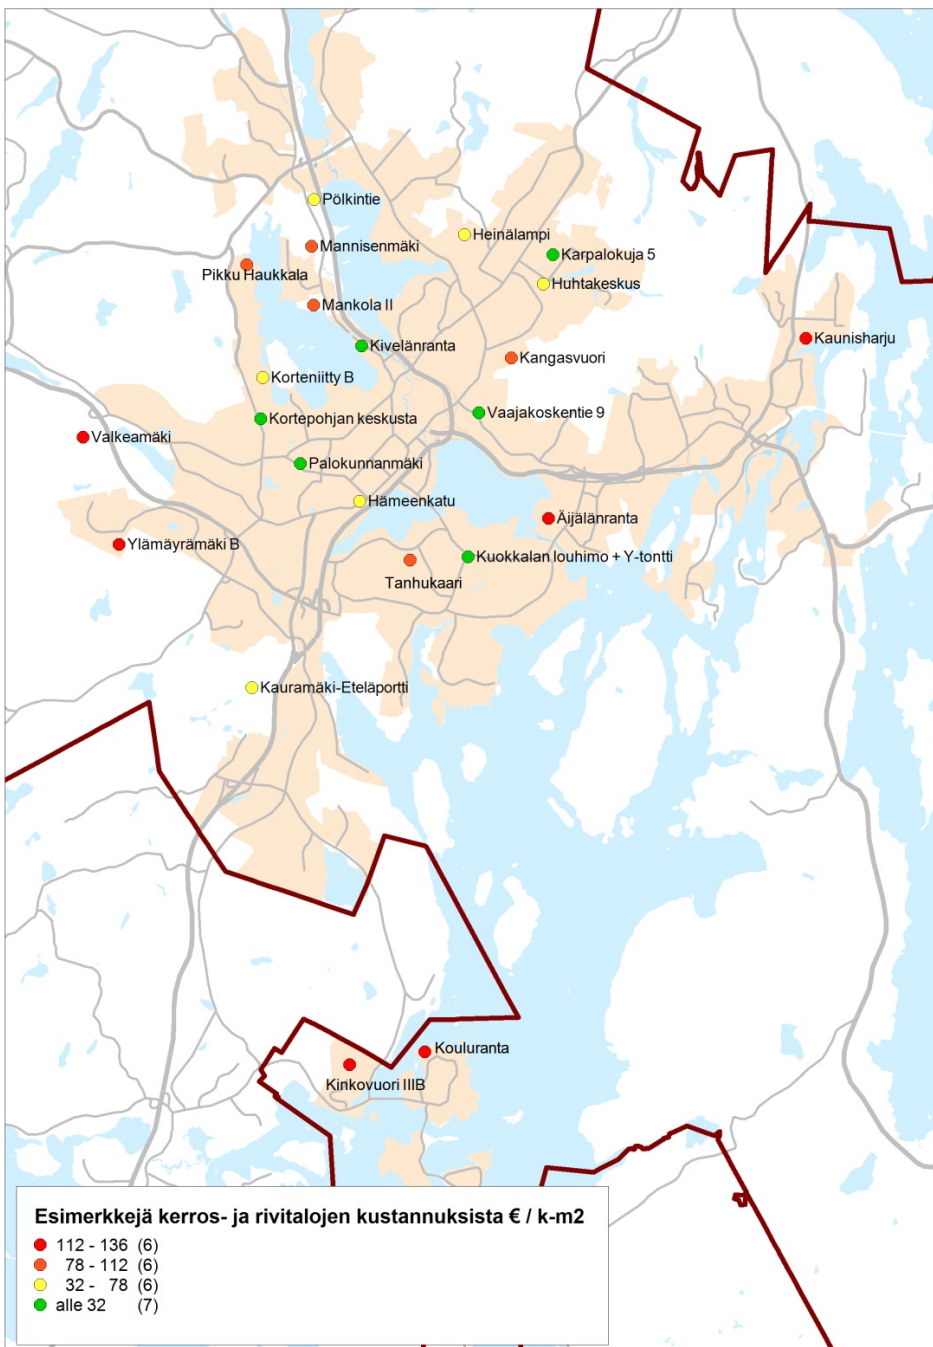 Pölkintie
Heinälampi
Mannisenmäki
Karpalokuja 5
Pikku Haukkala
Huhtakeskus
Mankola II
Kaunisharju
Kivelänranta
Kangasvuori
Korteniitty B
Vaajakoskentie 9
Kortepohjan keskusta
Valkeamäki
Palokunnanmäki
Hämeenkatu
Äijälänranta
Ylämäyrämäki B
Kuokkalan louhimo + Y-tontti
Tanhukaari
Kauramäki-Eteläportti
Kouluranta
Kinkovuori IIIB
Esimerkkejä kerros- ja rivitalojen kustannuksista € / k-m2
112 - 136 (6)
78 - 112 (6)
32 - 78 (6)
alle 32 (7)